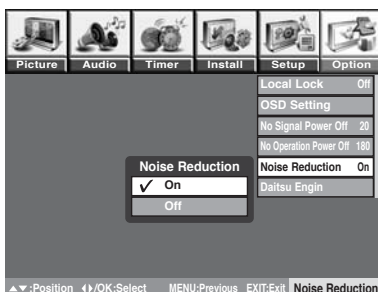 Picture Audio Timer Install Setup Option
Local Lock Off
OSD Setting
No Signal Power Off 20
No Operation Power Off 180
Noise Reduction On
Daitsu Engin
Noise Reduction
✓ On
Off
▲▼:Position ◀▶/OK:Select MENU:Previous EXIT:Exit Noise Reduction